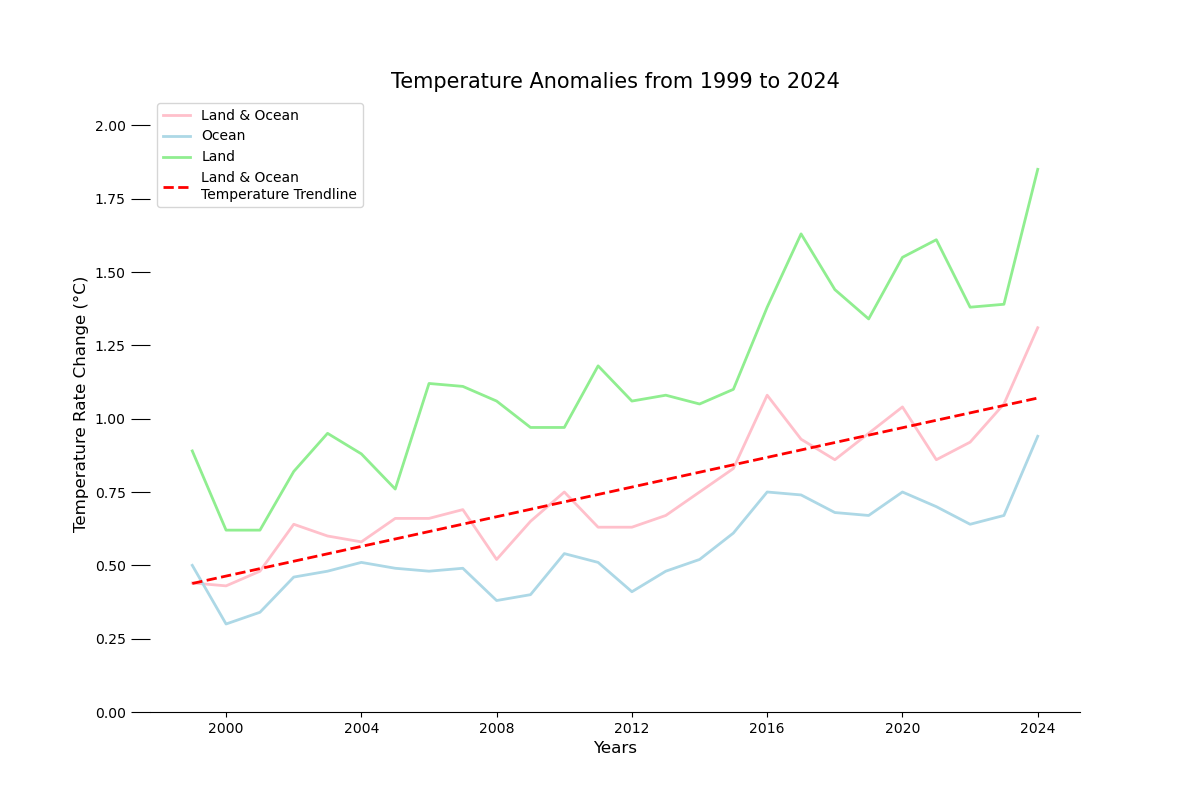 Temperature Anomalies from 1999 to 2024
Land & Ocean
Ocean
Land
Land & Ocean
Temperature Trendline
Temperature Rate Change (°C)
2.00
1.75
1.50
1.25
1.00
0.75
0.50
0.25
0.00
2000 2004 2008 2012 2016 2020 2024
Years